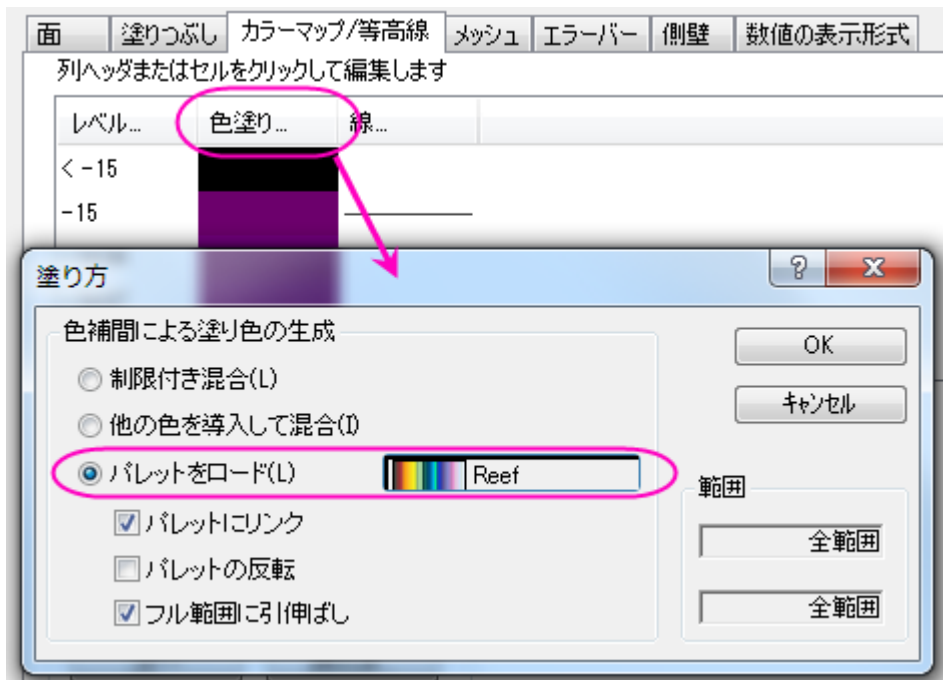 面 塗りつぶし カラーマップ/等高線 メッシュ エラーバー 側壁 数値の表示形式
列ヘッダまたはセルをクリックして編集します
レベル... 色塗り... 線...
< -15
-15
塗り方
色補間による塗り色の生成
OK
制限付き混合(L)
キャンセル
他の色を導入して混合(I)
パレットをロード(L) Reef
範囲
パレットにリンク
全範囲
パレットの反転
フル範囲に引伸ばし
全範囲